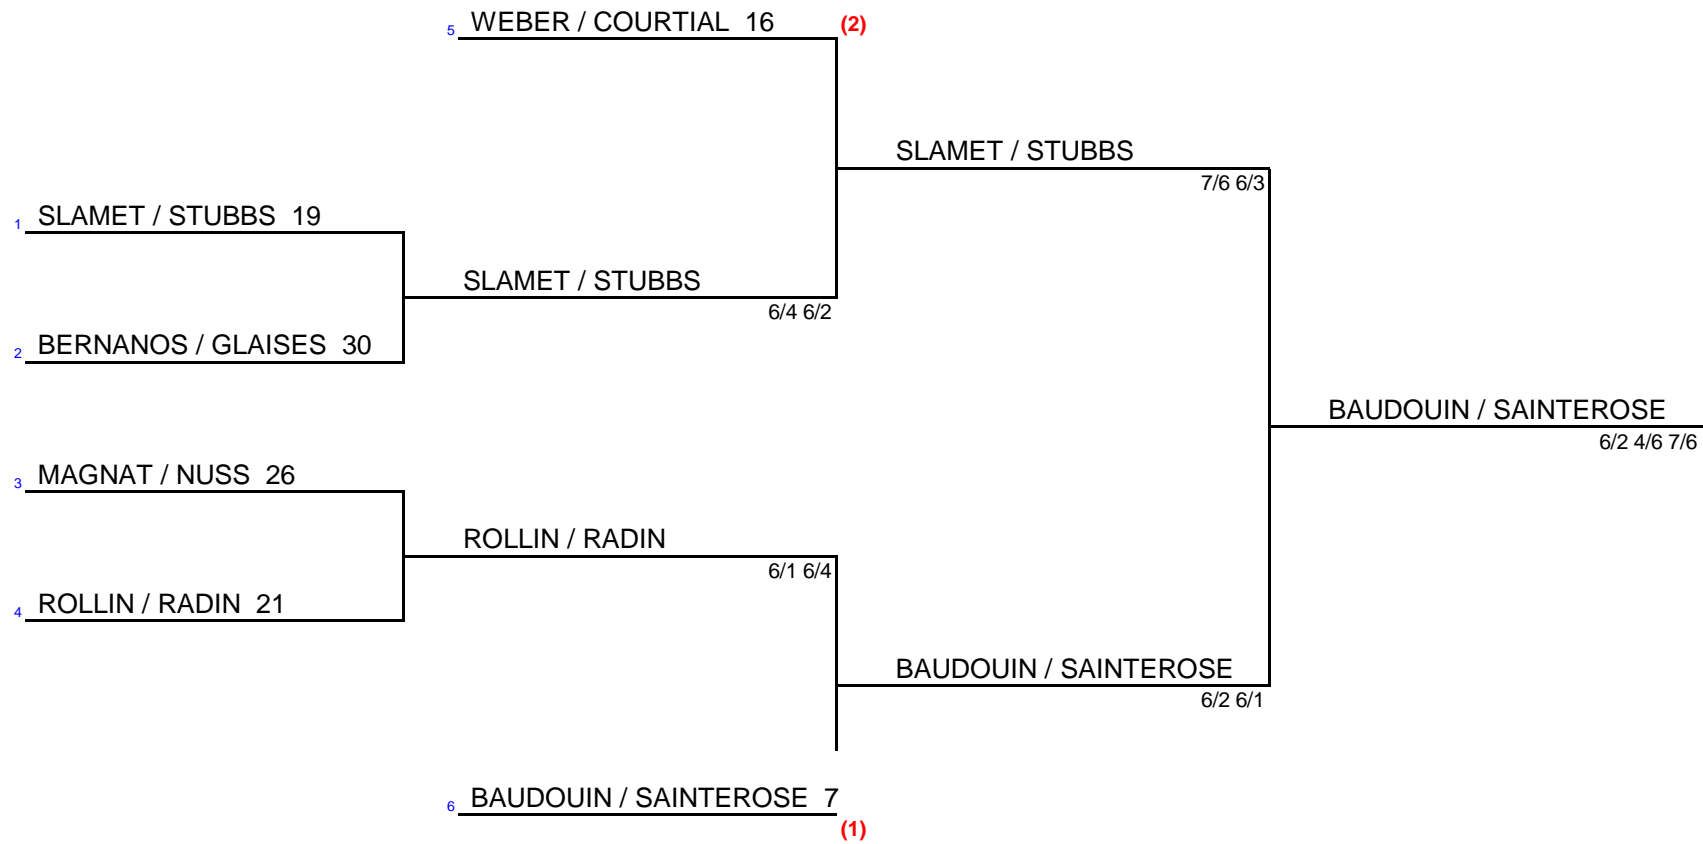 5 WEBER / COURTIAL 16 (2)
SLAMET / STUBBS
7/6 6/3
1 SLAMET / STUBBS 19
SLAMET / STUBBS
6/4 6/2
2 BERNANOS / GLAISES 30
BAUDOUIN / SAINTEROSE
6/2 4/6 7/6
3 MAGNAT / NUSS 26
ROLLIN / RADIN
6/1 6/4
4 ROLLIN / RADIN 21
BAUDOUIN / SAINTEROSE
6/2 6/1
6 BAUDOUIN / SAINTEROSE 7
(1)